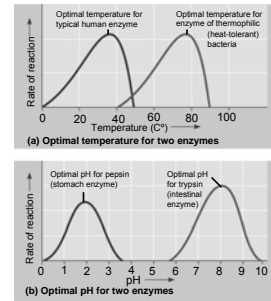 Optimal temperature for
typical human enzyme
Optimal temperature for
enzyme of thermophilic
(heat-tolerant)
bacteria
Rate of reaction
0 20 40 60 80 100
Temperature (C°)
(a) Optimal temperature for two enzymes
Optimal pH for pepsin
(stomach enzyme)
Optimal pH
for trypsin
(intestinal
enzyme)
Rate of reaction
0 1 2 3 4 5 6 7 8 9 10
pH
(b) Optimal pH for two enzymes